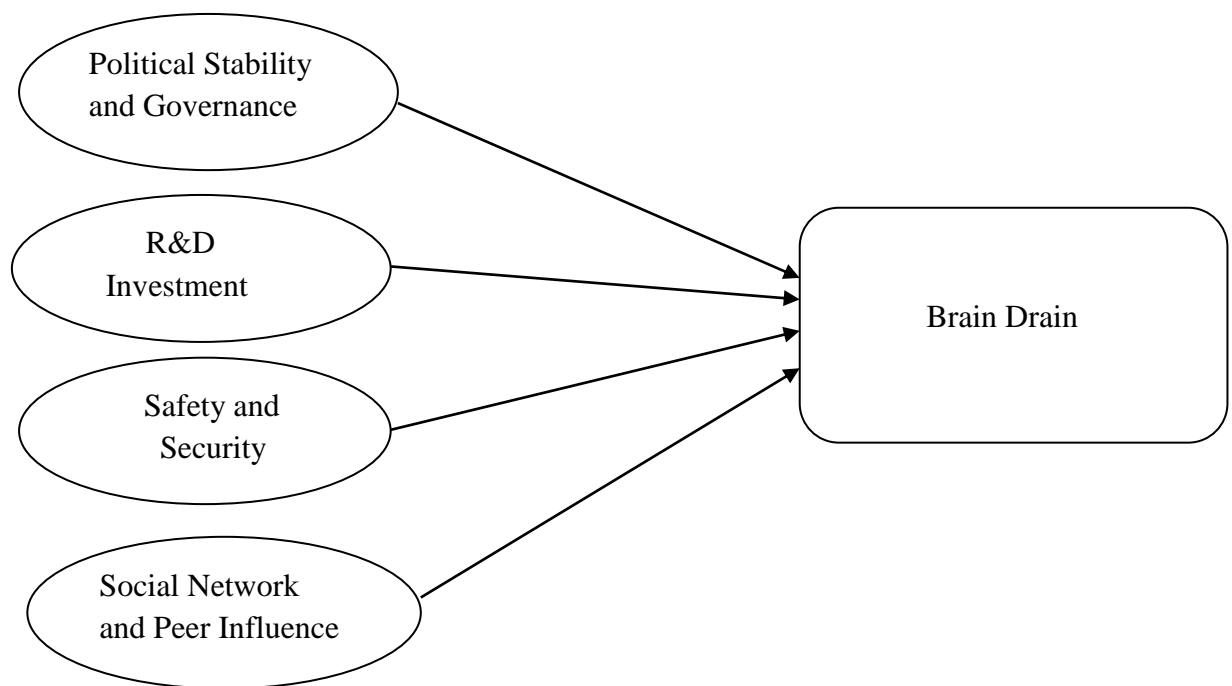 Political Stability
and Governance
R&D
Investment
Safety and
Security
Social Network
and Peer Influence
Brain Drain